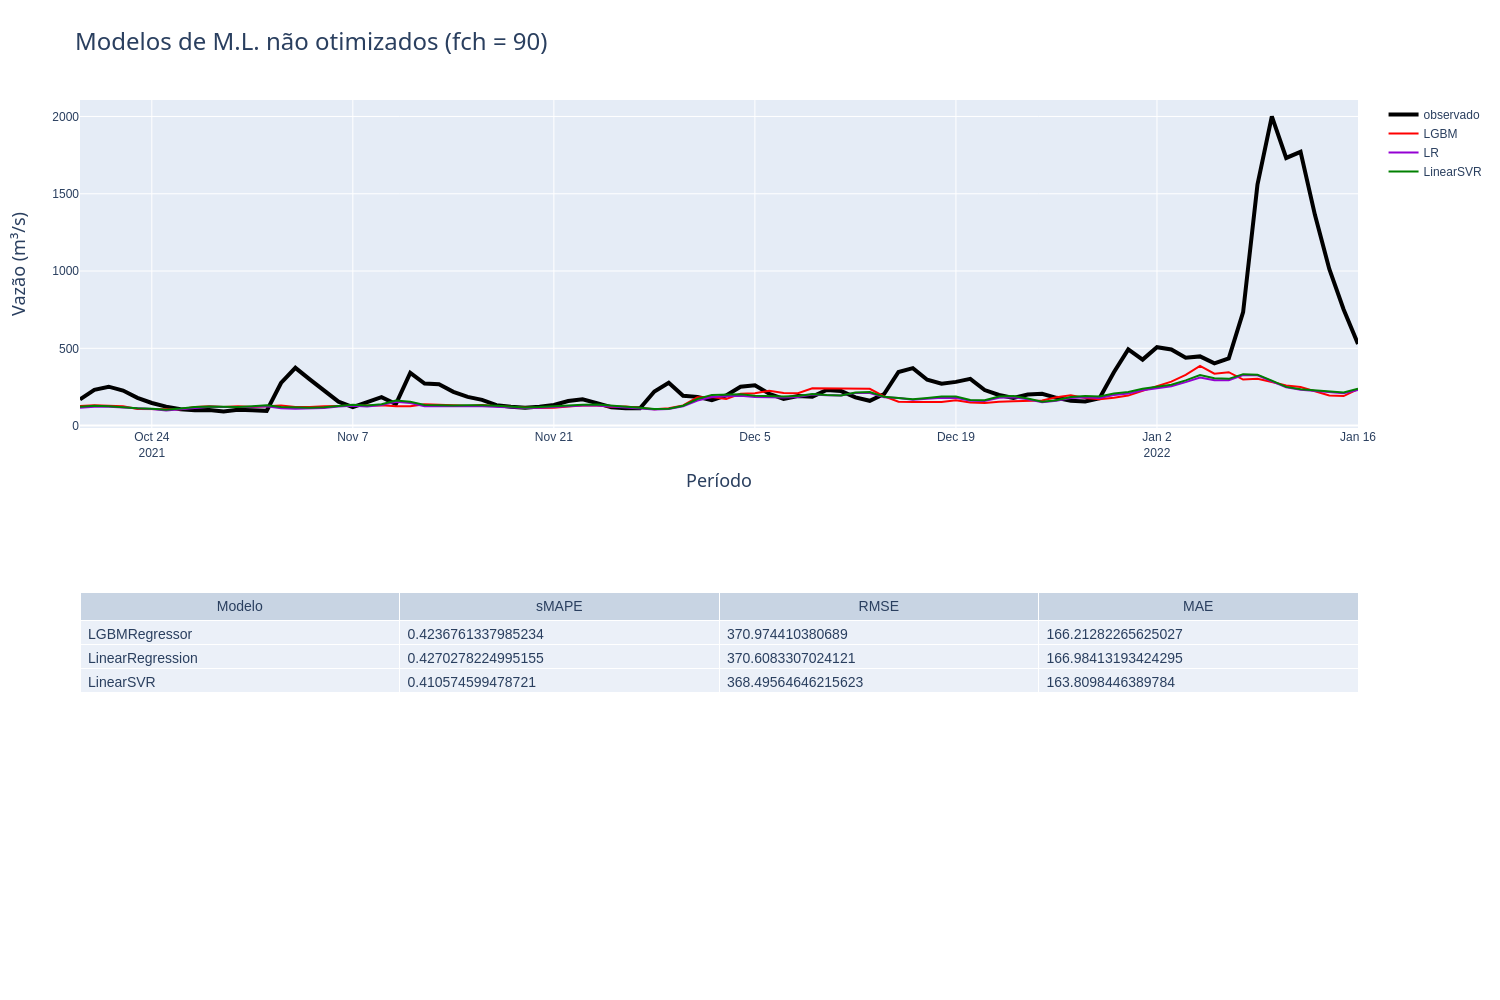 Modelos de M.L. não otimizados (fch = 90)
Vazão (m³/s)
2000
1500
1000
500
0
Oct 24
2021
Nov 7
Nov 21
Dec 5
Dec 19
Jan 2
2022
Jan 16
Período
observado
LGBM
LR
LinearSVR
Modelo sMAPE RMSE MAE
LGBMRegressor 0.4236761337985234 370.974410380689 166.21282265625027
LinearRegression 0.4270278224995155 370.6083307024121 166.98413193424295
LinearSVR 0.410574599478721 368.49564646215623 163.8098446389784